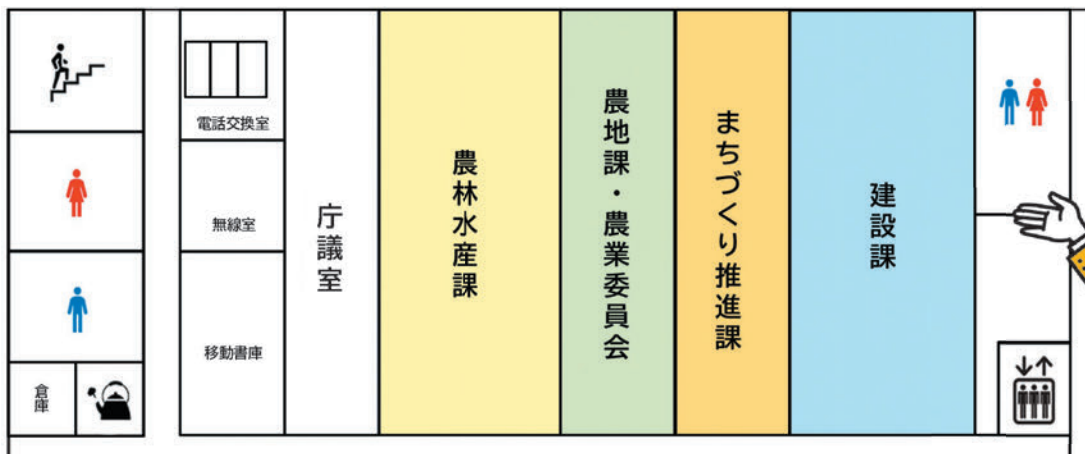 電話交換室
無線室
移動書庫
倉庫
庁議室
農林水産課
農地課・農業委員会
まちづくり推進課
建設課